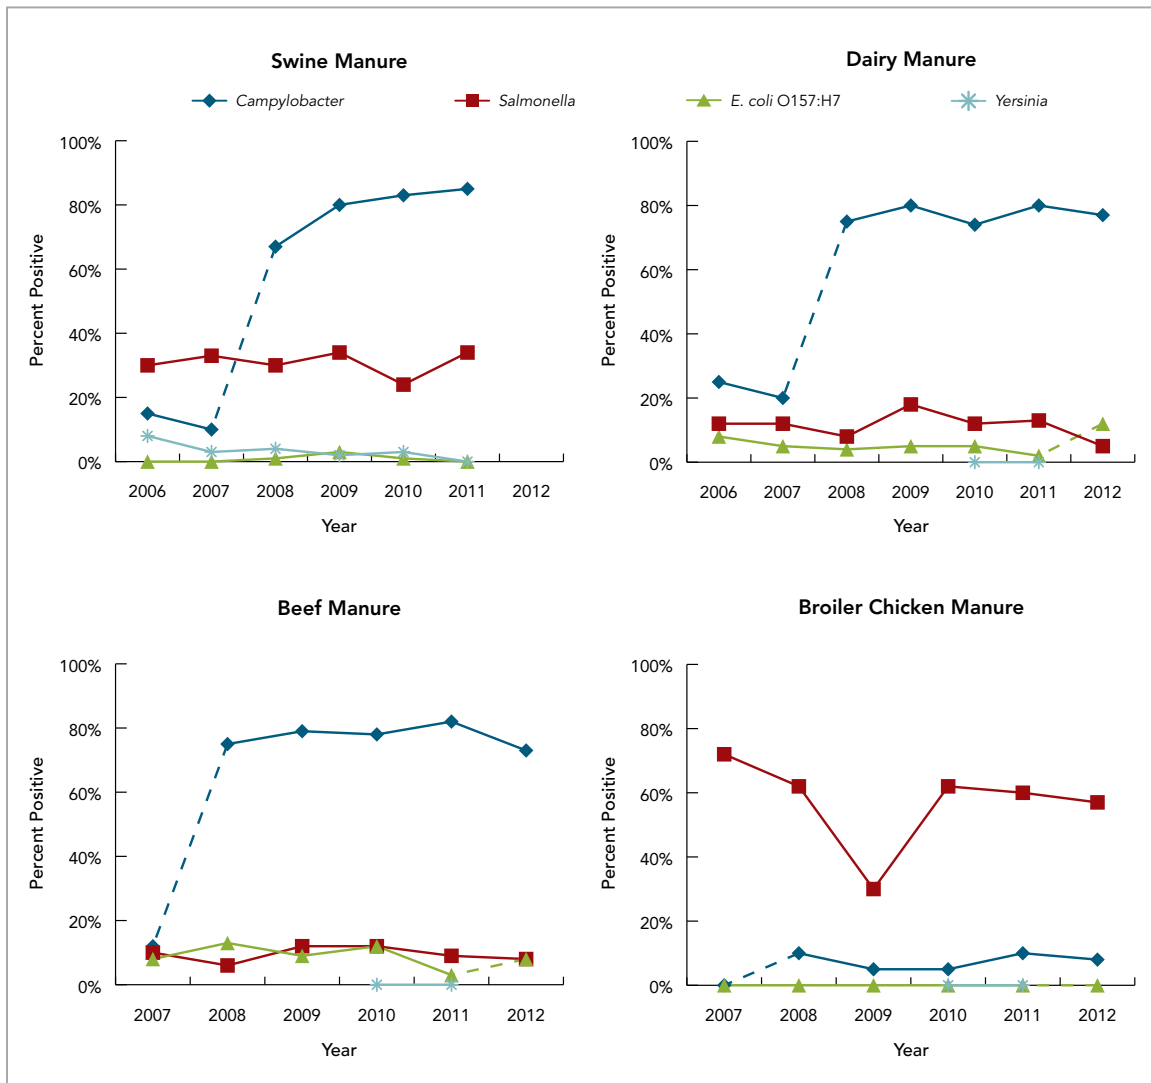 Swine Manure
Dairy Manure
Campylobacter
Salmonella
E. coli O157:H7
Yersinia
100%
80%
60%
40%
20%
0%
Percent Positive
2006 2007 2008 2009 2010 2011 2012
Year
100%
80%
60%
40%
20%
0%
Percent Positive
2006 2007 2008 2009 2010 2011 2012
Year
Beef Manure
100%
80%
60%
40%
20%
0%
Percent Positive
2007 2008 2009 2010 2011 2012
Year
Broiler Chicken Manure
100%
80%
60%
40%
20%
0%
Percent Positive
2007 2008 2009 2010 2011 2012
Year